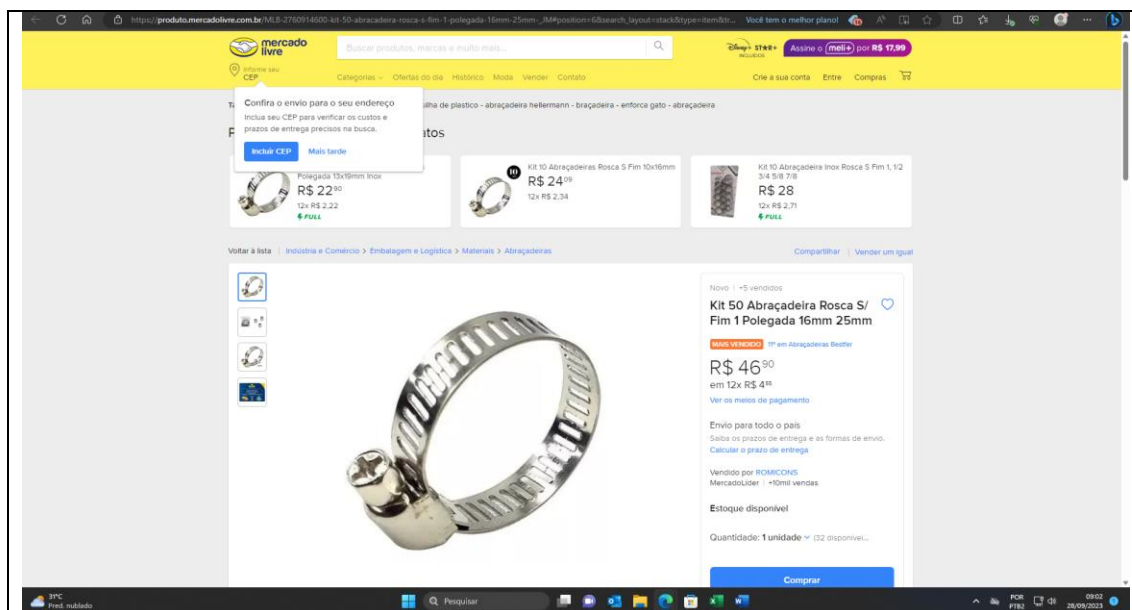 https://produto.mercadolivre.com.br/MLB-2760914600-kit-50-abracadeira-rosca-s-fim-1-polegada-16mm-25mm-_JM#position=6&search_layout=stack&type=item&tr...
Você tem o melhor plano!
mercado
livre
Buscar produtos, marcas e muito mais...
Disney+ STAR+
INCLUÍDOS
Assine o meli+ por R$ 17,99
Informe seu
CEP
Categorias
Ofertas do dia
Histórico
Moda
Vender
Contato
Crie a sua conta
Entre
Compras
de plastico - abraçadeira hellermann - braçadeira - enforca gato - abraçadeira
Confira o envio para o seu endereço
Inclua seu CEP para verificar os custos e
prazos de entrega precisos na busca.
Incluir CEP
Mais tarde
Polegada 13x19mm Inox
R$ 22⁹⁰
12x R$ 2,22
FULL
10
Kit 10 Abraçadeiras Rosca S Fim 10x16mm
R$ 24⁰⁹
12x R$ 2,34
Kit 10 Abraçadeira Inox Rosca S Fim 1, 1/2
3/4 5/8 7/8
R$ 28
12x R$ 2,71
FULL
Voltar à lista | Indústria e Comércio > Embalagem e Logística > Materiais > Abraçadeiras
Compartilhar | Vender um igual
Novo | +5 vendidos
Kit 50 Abraçadeira Rosca S/
Fim 1 Polegada 16mm 25mm
MAIS VENDIDO 11º em Abraçadeiras Bestfer
R$ 46⁹⁰
em 12x R$ 4
Ver os meios de pagamento
Envio para todo o país
Saiba os prazos de entrega e as formas de envio.
Calcular o prazo de entrega
Vendido por ROMICONS
MercadoLíder | +10mil vendas
Estoque disponível
Quantidade: 1 unidade (32 disponívei...
Comprar
31°C
Pred. nublado
Pesquisar
POR
PTB2
09:02
28/09/2023